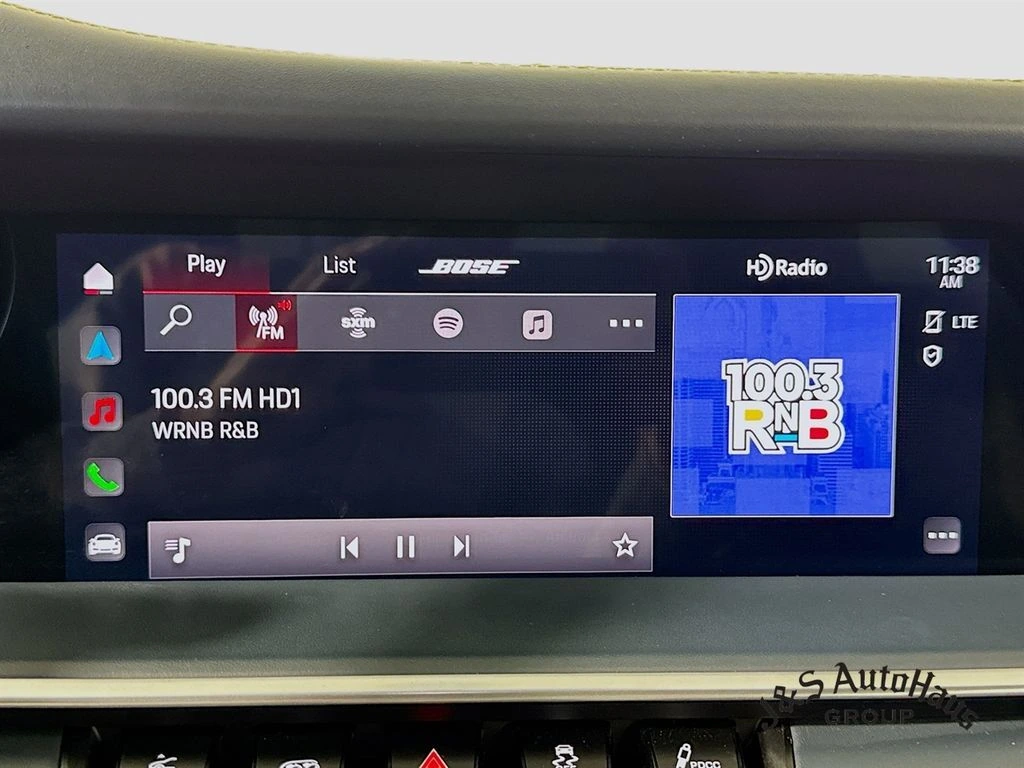 Play
List
BOSE
HD Radio
11:38
AM
FM
sxm
LTE
100.3 FM HD1
WRNB R&B
100.3
RNB
J&S AutoHaus
GROUP
PDCC